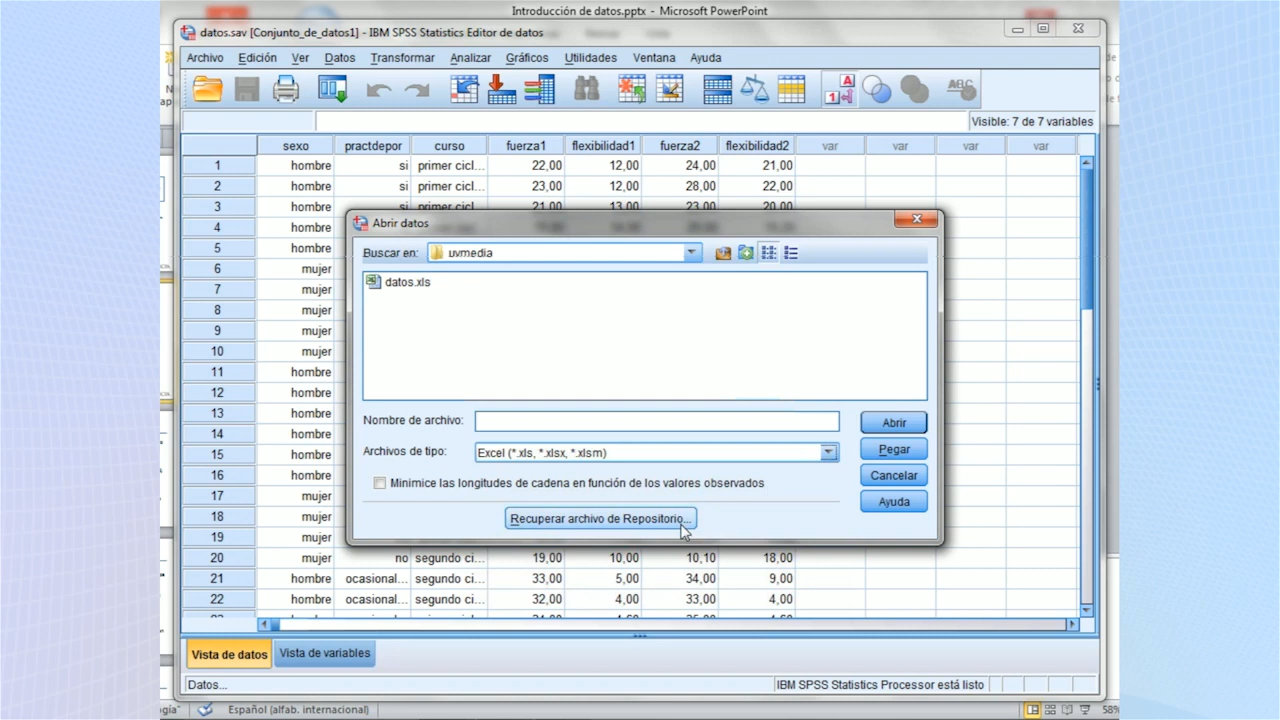 Introducción de datos.pptx - Microsoft PowerPoint
datos.sav [Conjunto_de_datos1] - IBM SPSS Statistics Editor de datos
Archivo Edición Ver Datos Transformar Analizar Gráficos Utilidades Ventana Ayuda
Visible: 7 de 7 variables
sexo practdepor curso fuerza1 flexibilidad1 fuerza2 flexibilidad2 var var var var
1 hombre si primer cicl... 22,00 12,00 24,00 21,00
2 hombre si primer cicl... 23,00 12,00 28,00 22,00
3 hombre si primer cicl... 21,00 13,00 23,00 20,00
4 hombre
5 hombre
6 mujer
7 mujer
8 mujer
9 mujer
10 mujer
11 hombre
12 hombre
13 hombre
14 hombre
15 hombre
16 hombre
17 mujer
18 mujer
19 mujer
20 mujer no segundo ci... 19,00 10,00 10,10 18,00
21 hombre ocasional... segundo ci... 33,00 5,00 34,00 9,00
22 hombre ocasional... segundo ci... 32,00 4,00 33,00 4,00
Abrir datos
Buscar en: uvmedia
datos.xls
Nombre de archivo:
Archivos de tipo: Excel (*.xls, *.xlsx, *.xlsm)
Minimice las longitudes de cadena en función de los valores observados
Recuperar archivo de Repositorio...
Abrir
Pegar
Cancelar
Ayuda
Vista de datos Vista de variables
Datos... IBM SPSS Statistics Processor está listo
Español (alfab. internacional) 58%